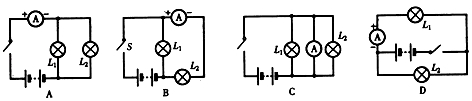 + A −
L₁ L₂
A
+ A −
S L₁
L₂
B
L₁ A L₂
C
L₁
+
A
−
L₂
D